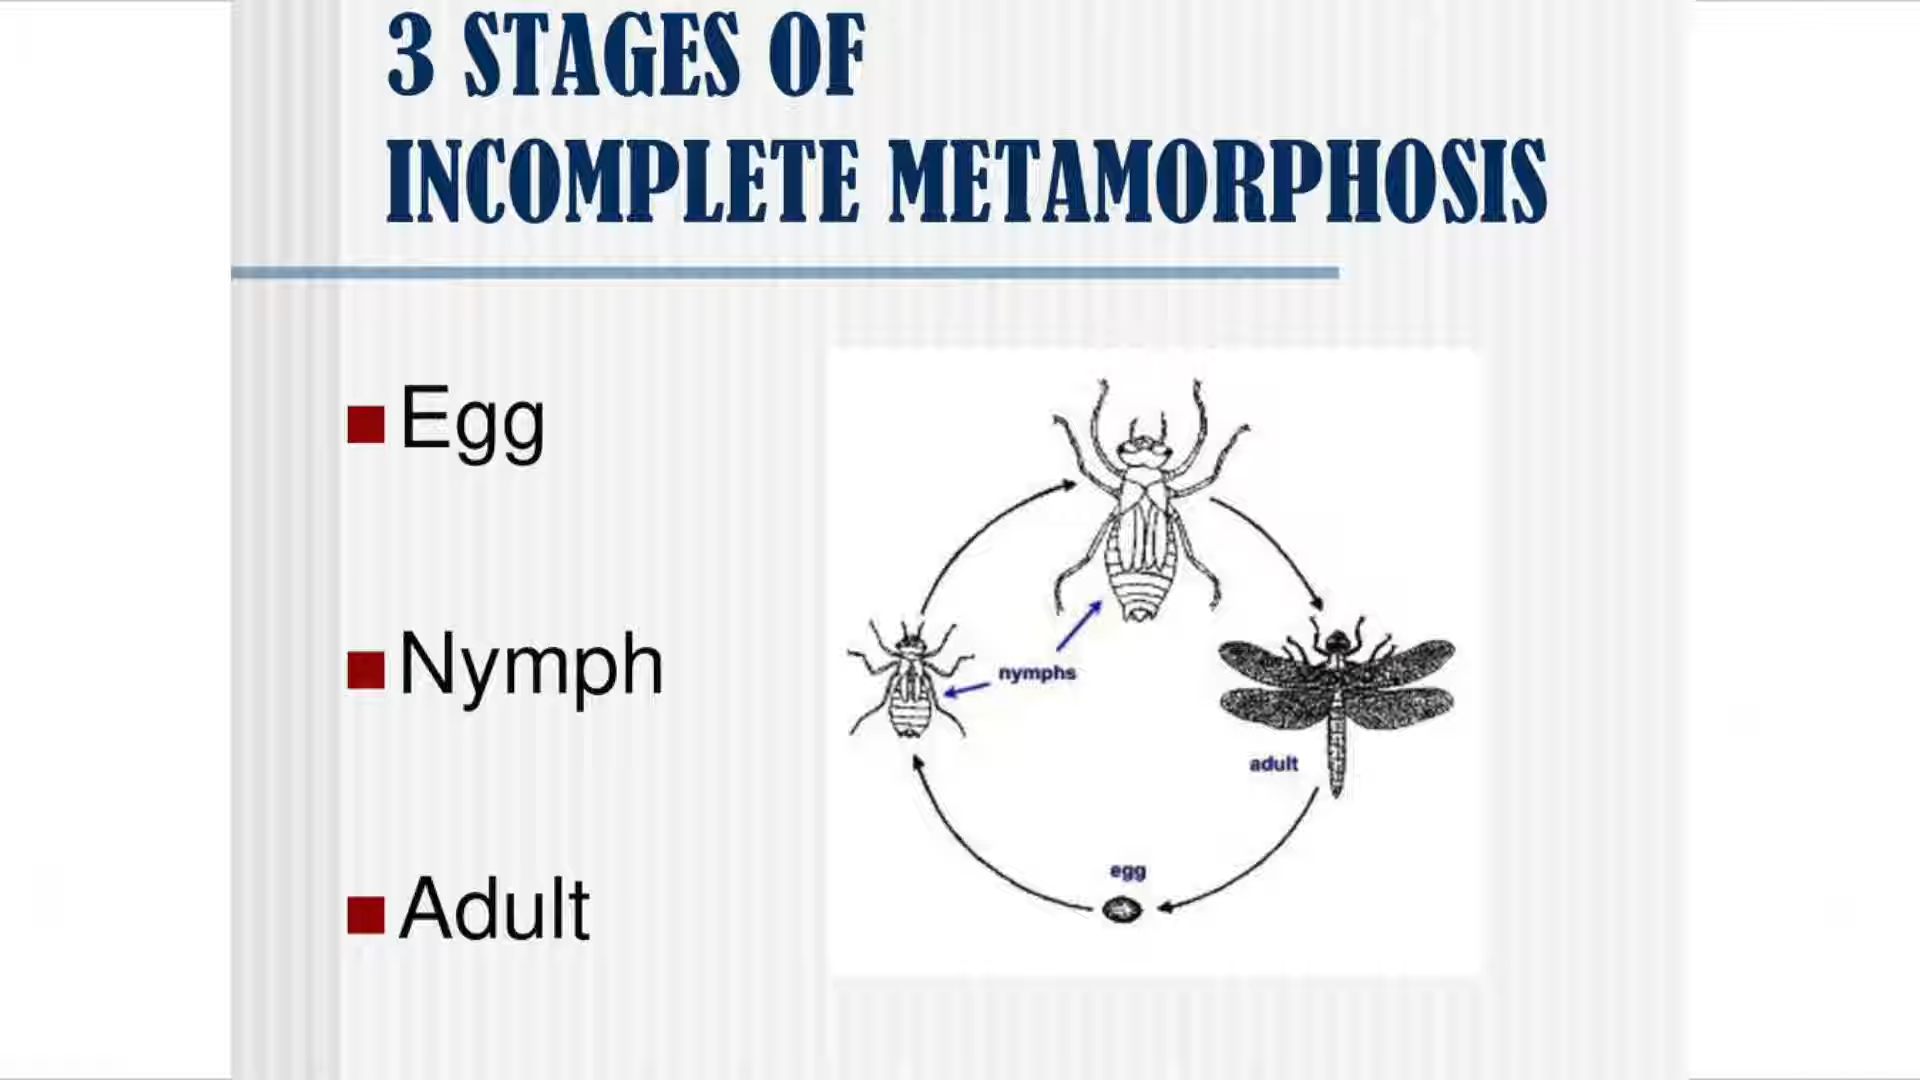 3 STAGES OF
INCOMPLETE METAMORPHOSIS
Egg
Nymph
Adult
nymphs
adult
egg